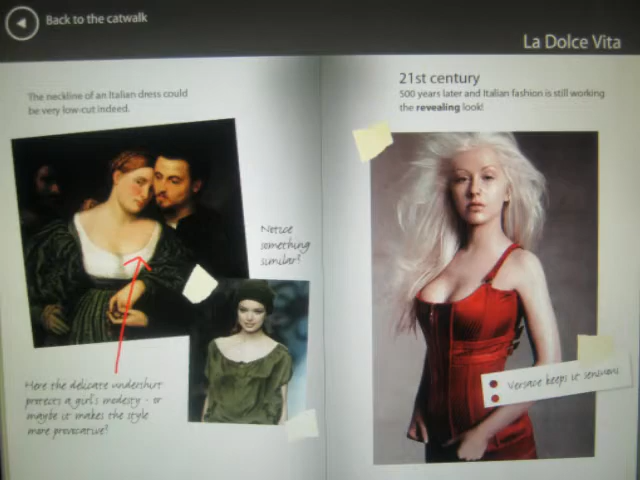 Back to the catwalk
La Dolce Vita
The neckline of an Italian dress could
be very low-cut indeed.
Notice
something
similar?
Here the delicate undershirt
protects a girl's modesty - or
maybe it makes the style
more provocative?
21st century
500 years later and Italian fashion is still working
the revealing look!
Versace keeps it sensuous